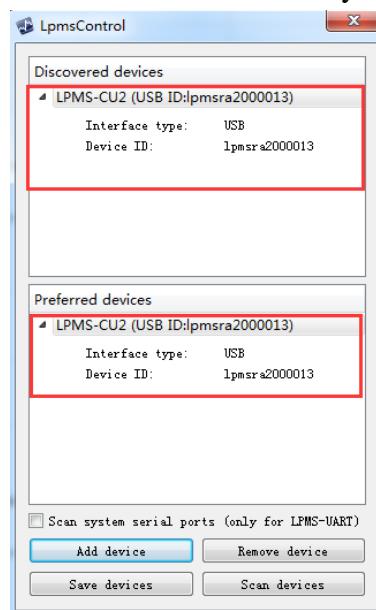 LpmsControl
Discovered devices
LPMS-CU2 (USB ID:lpmsra2000013)
Interface type: USB
Device ID: lpmsra2000013
Preferred devices
LPMS-CU2 (USB ID:lpmsra2000013)
Interface type: USB
Device ID: lpmsra2000013
Scan system serial ports (only for LPMS-UART)
Add device Remove device
Save devices Scan devices